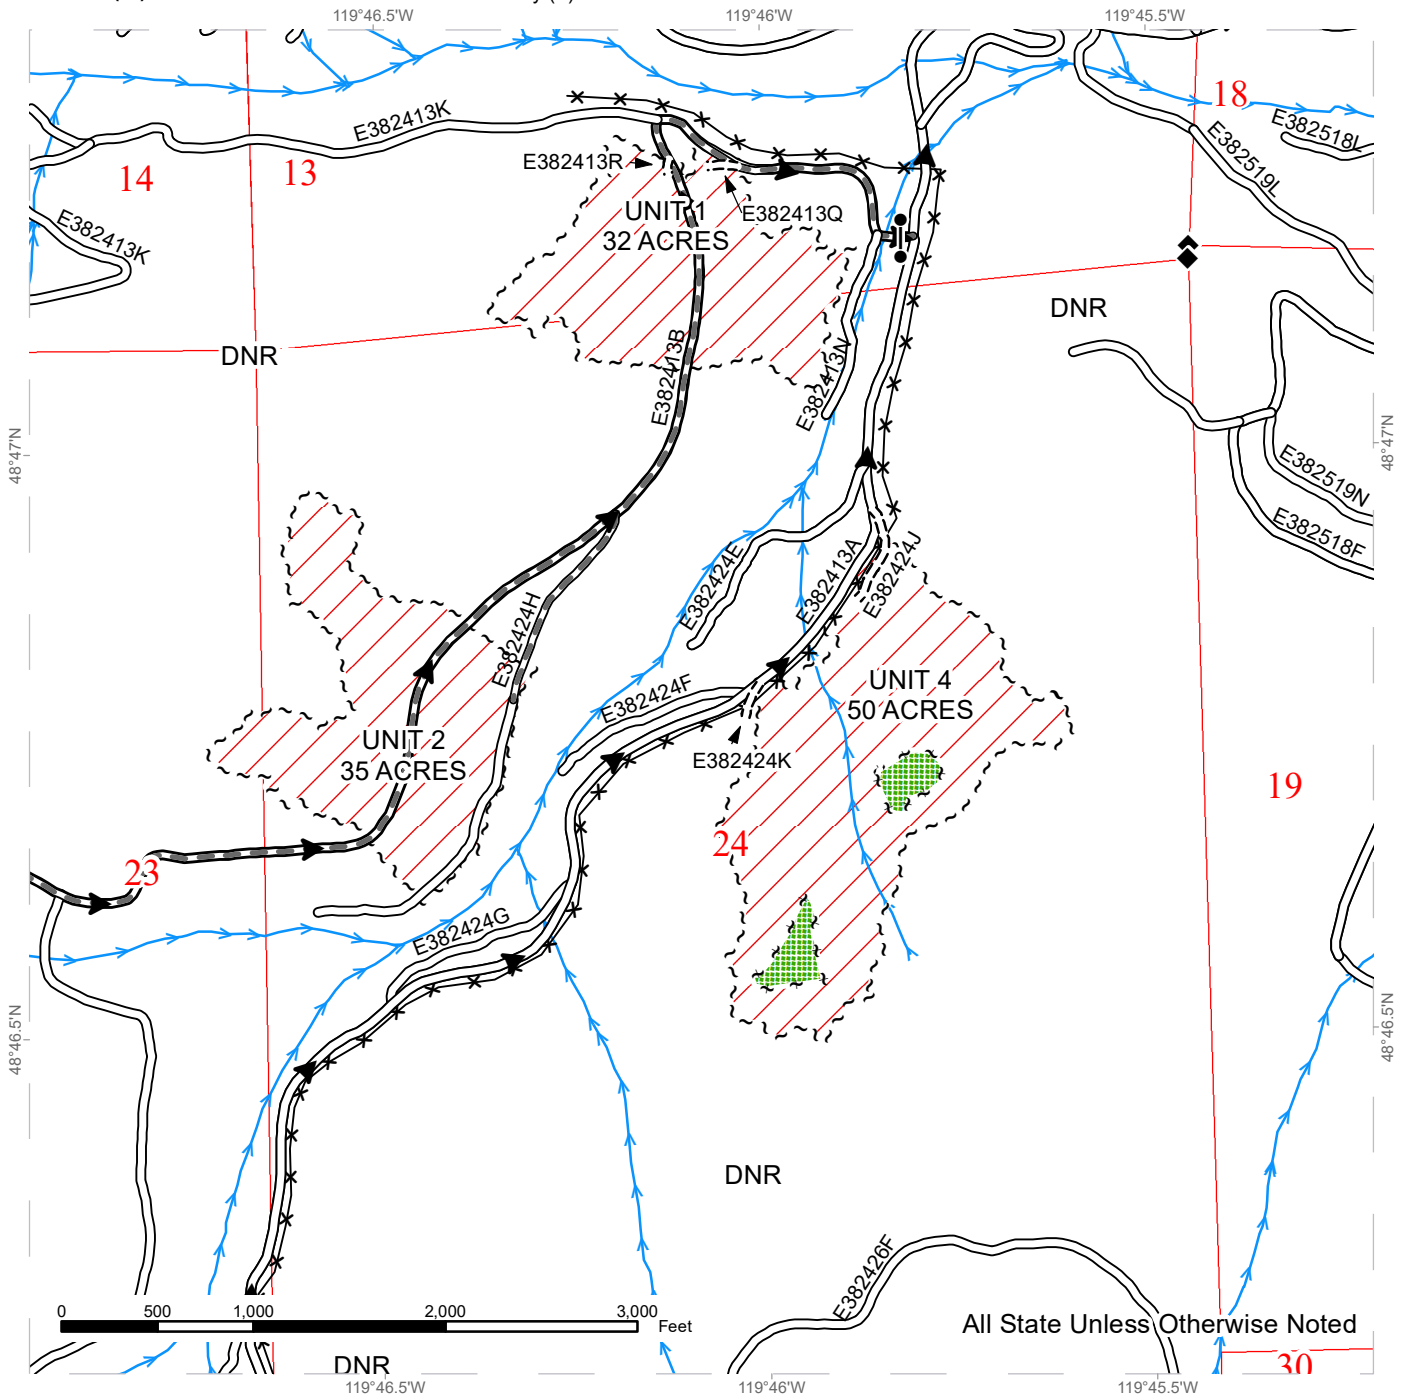 119°46.5'W
119°46'W
119°45.5'W
18
E382413K
E382518L
E382519L
14
13
E382413R
UNIT 1
32 ACRES
E382413Q
E382413K
DNR
DNR
E382413B
E382413N
48°47'N
48°47'N
E382519N
E382518F
E382424E
E382413A
E382424J
E382424H
UNIT 4
50 ACRES
E382424F
UNIT 2
35 ACRES
E382424K
19
24
23
E382424G
48°46.5'N
48°46.5'N
DNR
E382426F
0
500
1,000
2,000
3,000
Feet
All State Unless Otherwise Noted
DNR
30
119°46.5'W
119°46'W
119°45.5'W